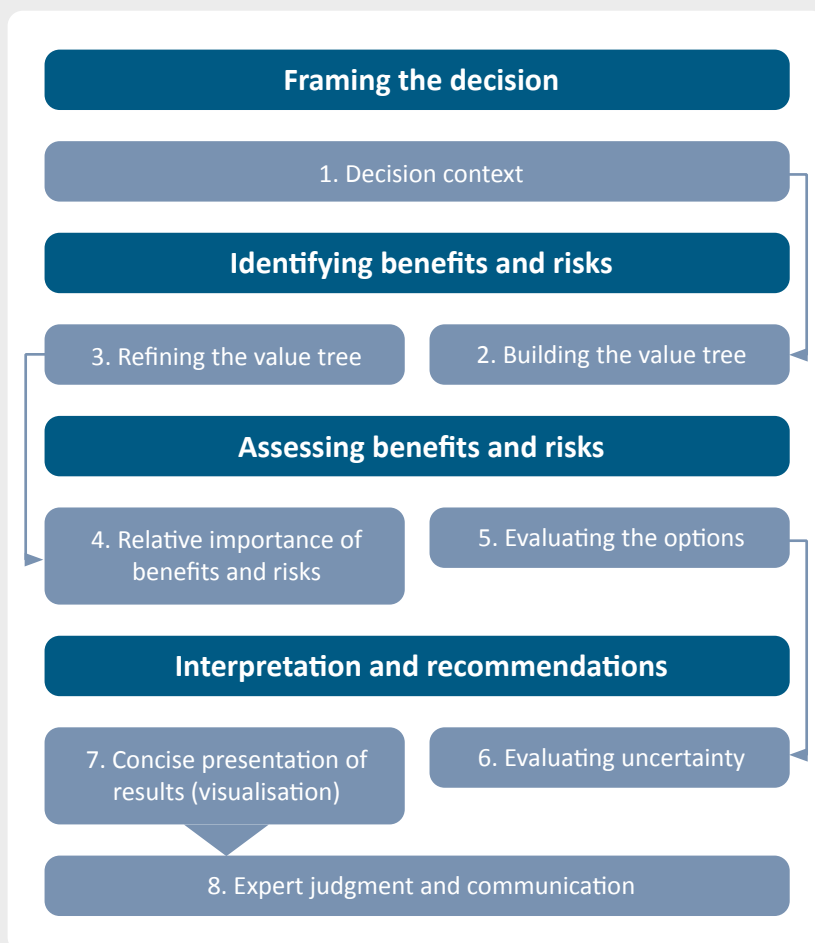 Framing the decision
1. Decision context
Identifying benefits and risks
3. Refining the value tree
2. Building the value tree
Assessing benefits and risks
4. Relative importance of
benefits and risks
5. Evaluating the options
Interpretation and recommendations
7. Concise presentation of
results (visualisation)
6. Evaluating uncertainty
8. Expert judgment and communication